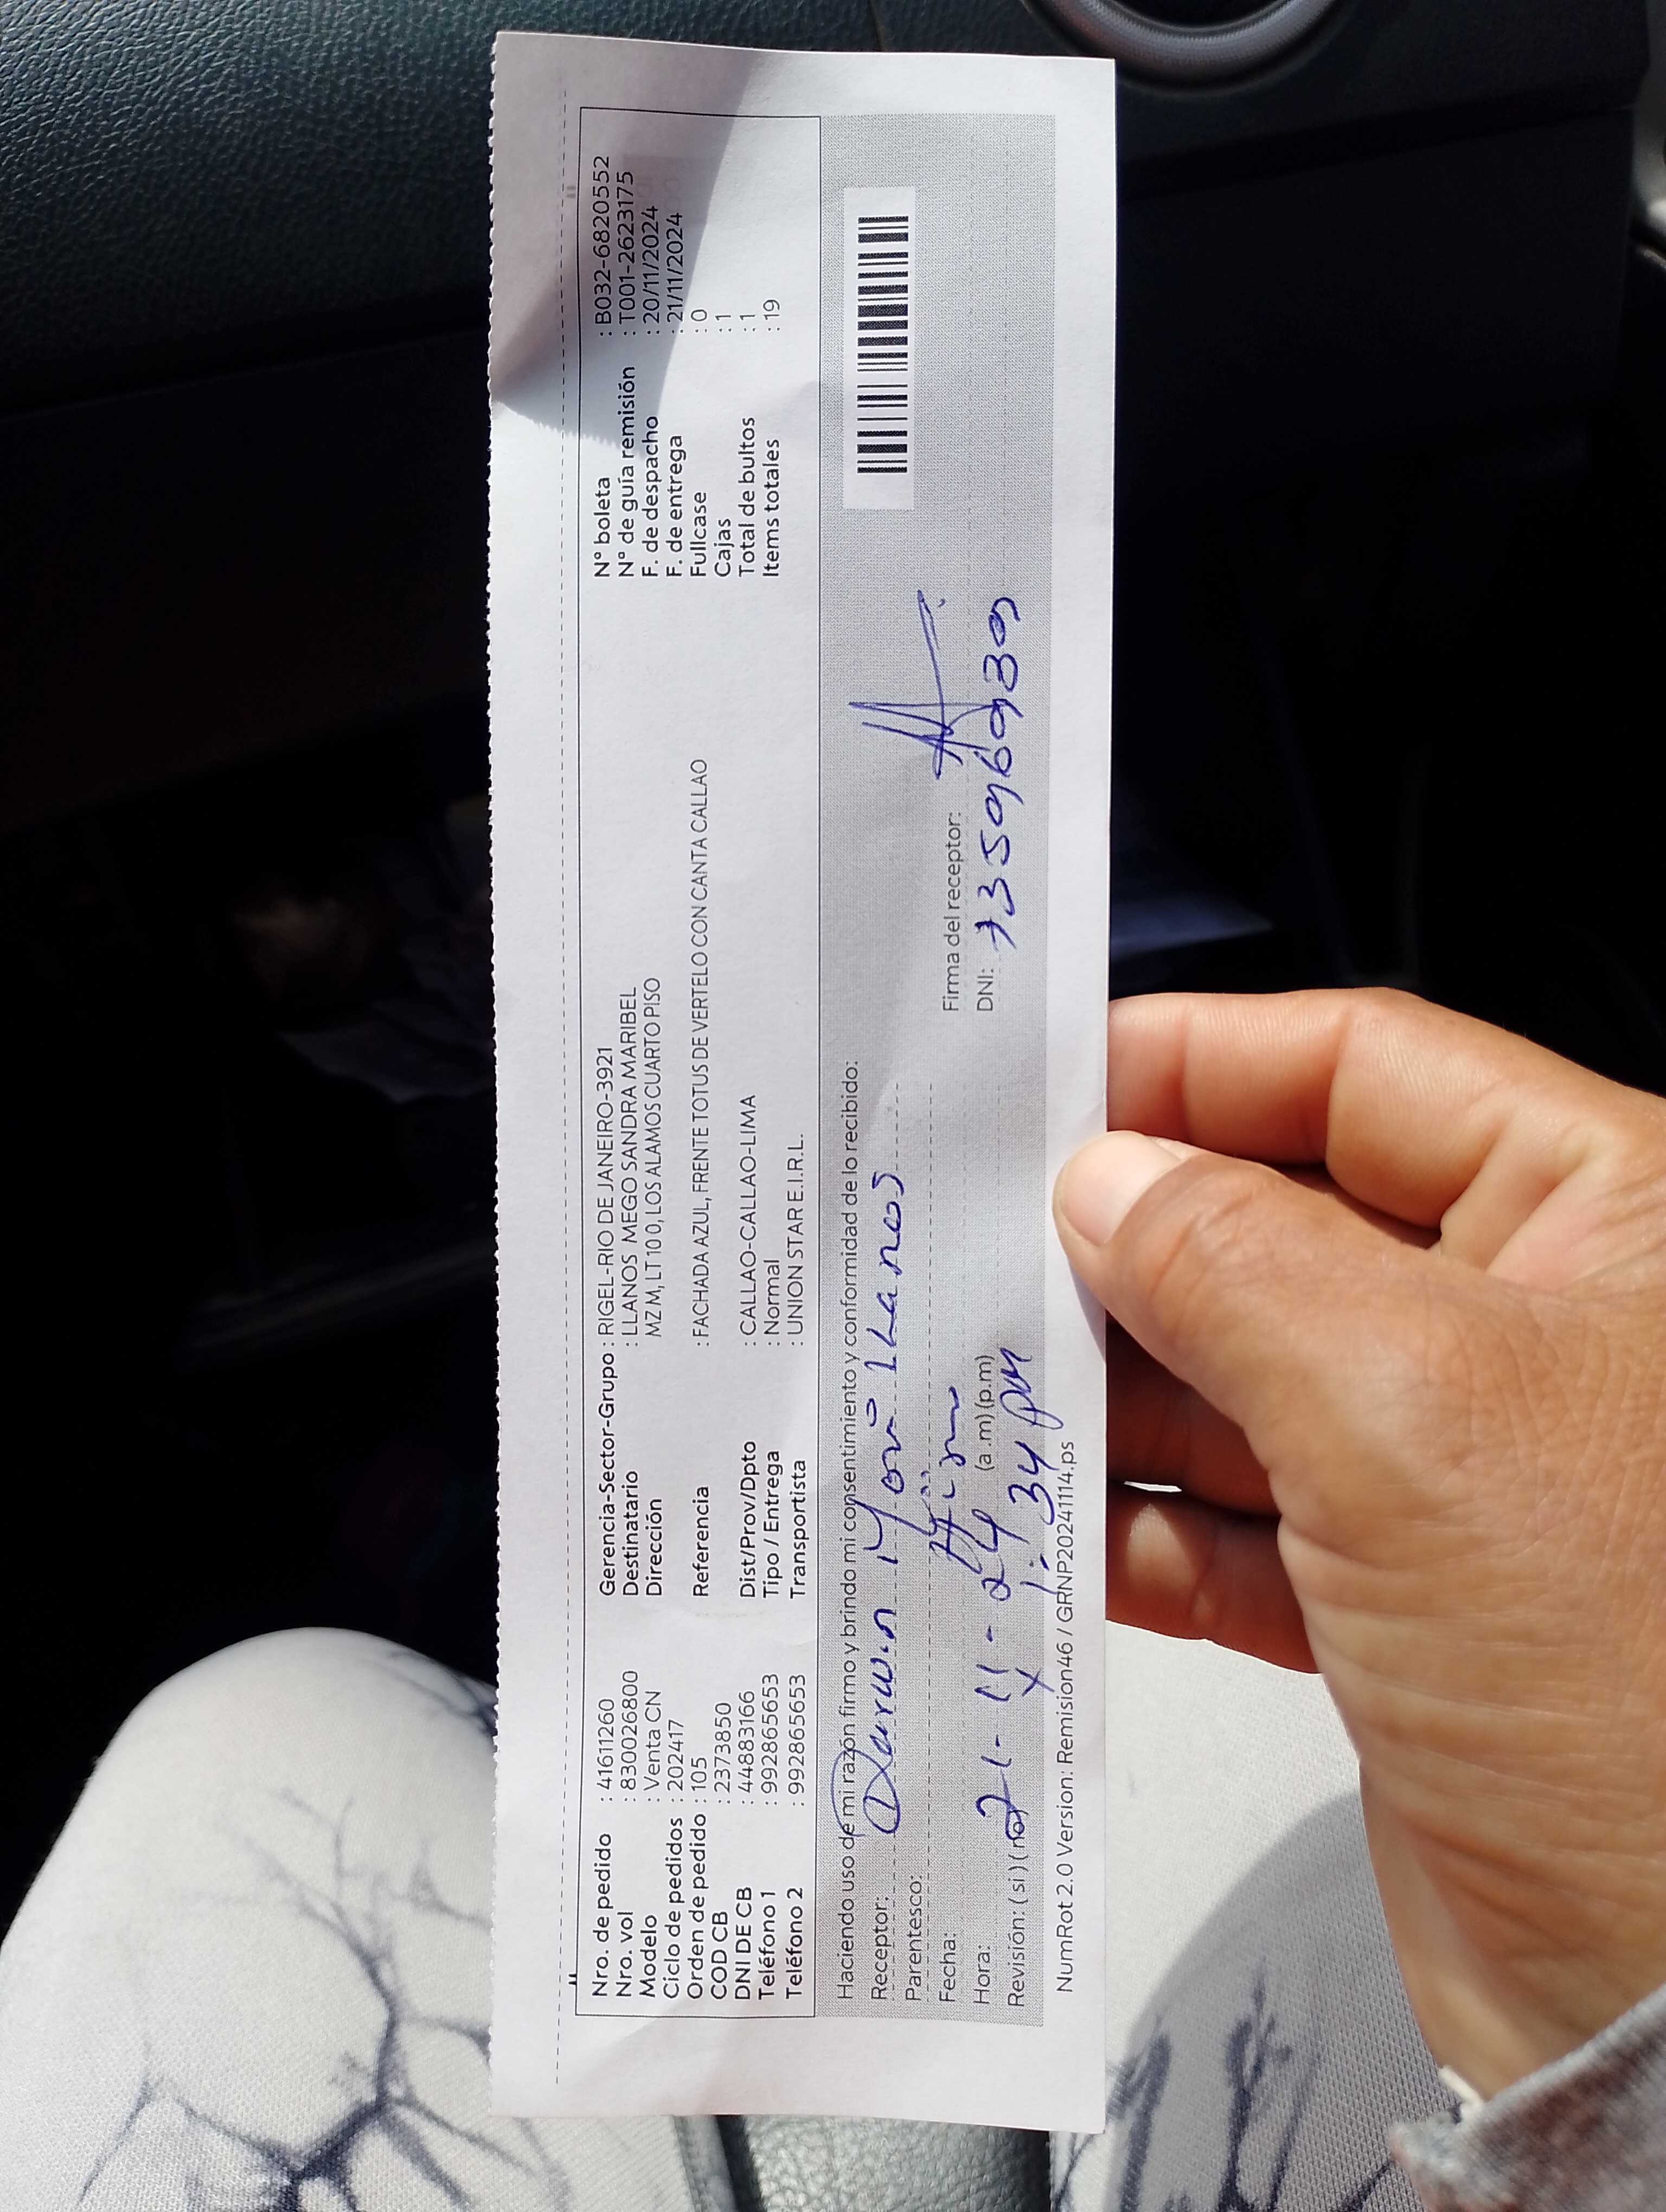 Nro. de pedido : 41611260
Nro. vol : 8300268​00
Modelo : Venta CN
Ciclo de pedidos : 202417
Orden de pedido : 105
COD CB : 2373850
DNI DE CB : 44883166
Teléfono 1 : 992865653
Teléfono 2 : 992865653
Gerencia-Sector-Grupo : RIGEL-RIO DE JANEIRO-3921
Destinatario : LLANOS MEGO SANDRA MARIBEL
Dirección MZ M, LT 10 0, LOS ALAMOS CUARTO PISO
Referencia : FACHADA AZUL, FRENTE TOTUS DE VERTELO CON CANTA CALLAO
Dist/Prov/Dpto : CALLAO-CALLAO-LIMA
Tipo / Entrega : Normal
Transportista : UNION STAR E.I.R.L.
N° boleta : B032-6820552
N° de guía remisión : T001-2623175
F. de despacho : 20/11/2024
F. de entrega : 21/11/2024
Fullcase : 0
Cajas : 1
Total de bultos : 1
Items totales : 19
Haciendo uso de mi razón firmo y brindo mi consentimiento y conformidad de lo recibido:
Receptor: Darwin Mori Llanos
Parentesco:
Fecha: 21-11-24
Hora: (a.m) (p.m) 1:34 pm
Revisión: (si) (no)
Firma del receptor:
DNI: 73596939
NumRot 2.0 Version: Remision46 / GRNP20241114.ps